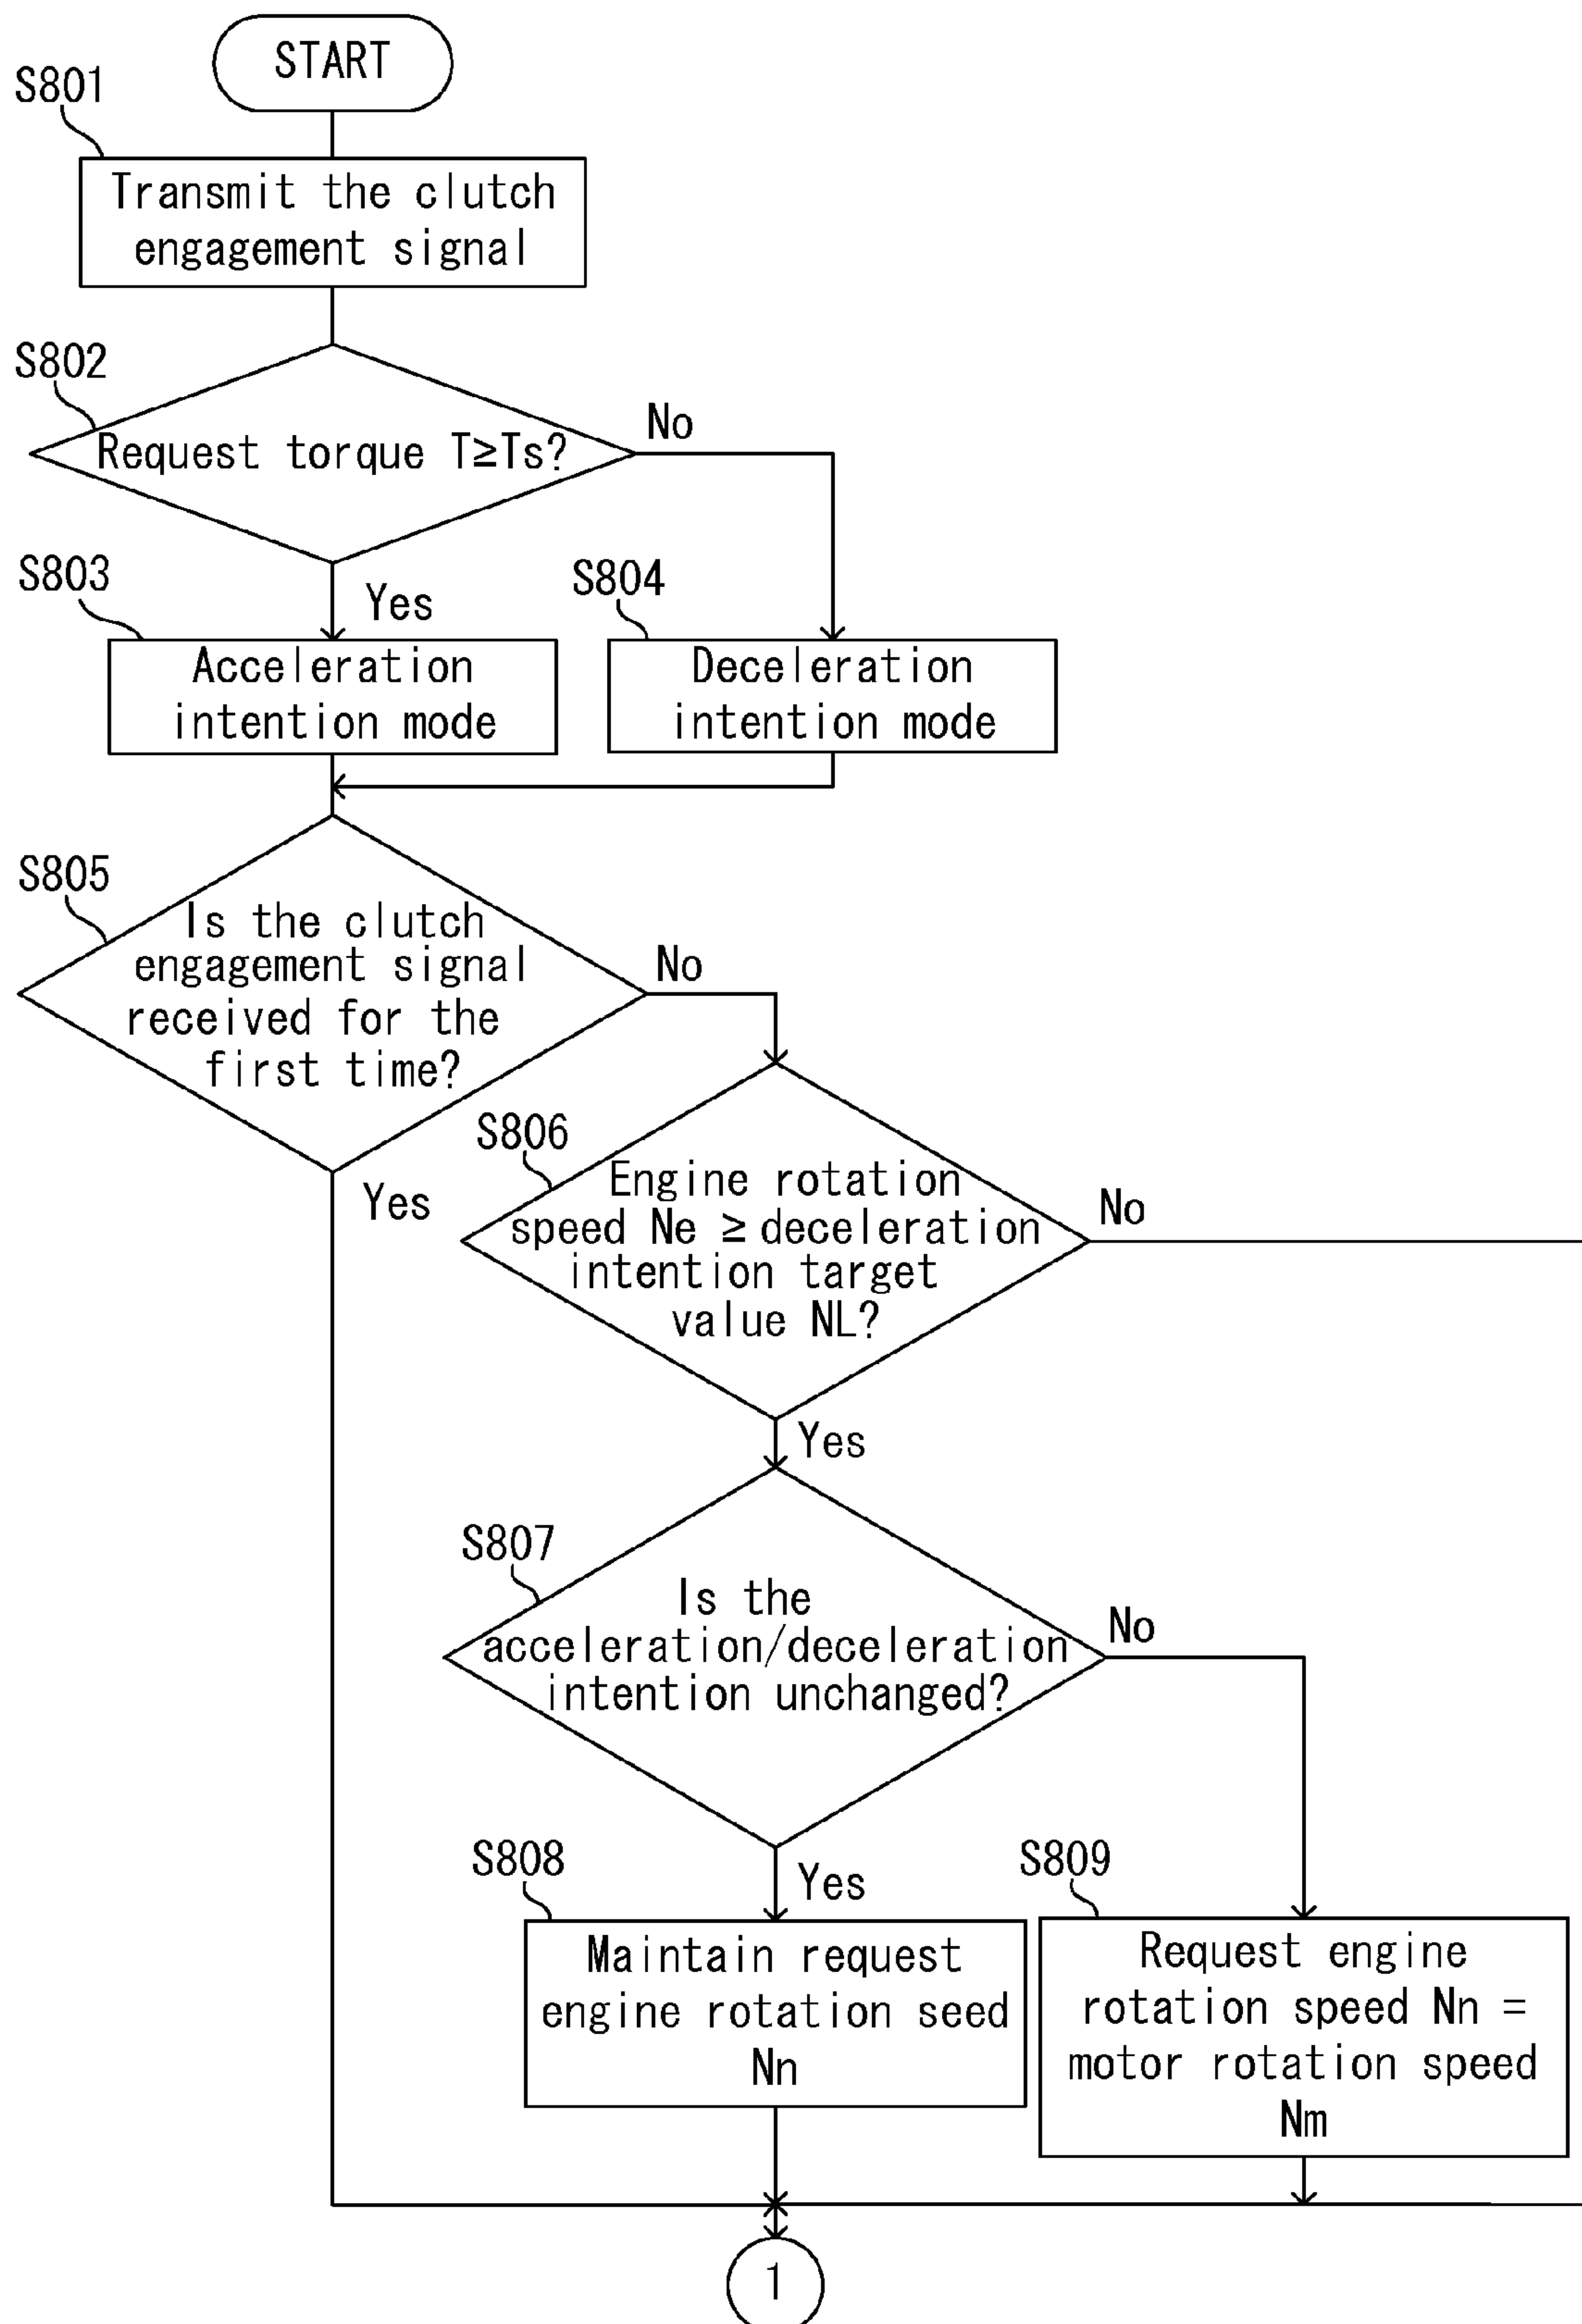 START
S801
Transmit the clutch
engagement signal
S802
Request torque T≥Ts?
No
Yes
S803
Acceleration
intention mode
S804
Deceleration
intention mode
S805
Is the clutch
engagement signal
received for the
first time?
No
Yes
S806
Engine rotation
speed Ne ≥ deceleration
intention target
value NL?
No
Yes
S807
Is the
acceleration/deceleration
intention unchanged?
No
Yes
S808
Maintain request
engine rotation seed
Nn
S809
Request engine
rotation speed Nn =
motor rotation speed
Nm
1